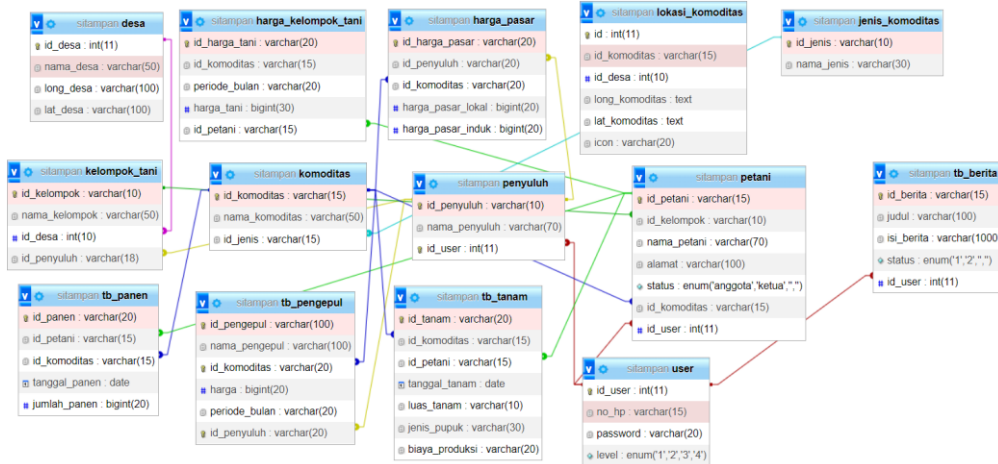 sitampan desa
id_desa : int(11)
nama_desa : varchar(50)
long_desa : varchar(100)
lat_desa : varchar(100)
sitampan harga_kelompok_tani
id_harga_tani : varchar(20)
id_komoditas : varchar(15)
periode_bulan : varchar(20)
harga_tani : bigint(30)
id_petani : varchar(15)
sitampan harga_pasar
id_harga_pasar : varchar(20)
id_penyuluh : varchar(20)
id_komoditas : varchar(20)
harga_pasar_lokal : bigint(20)
harga_pasar_induk : bigint(20)
sitampan lokasi_komoditas
id : int(11)
id_komoditas : varchar(15)
id_desa : int(10)
long_komoditas : text
lat_komoditas : text
icon : varchar(20)
sitampan jenis_komoditas
id_jenis : varchar(10)
nama_jenis : varchar(30)
sitampan kelompok_tani
id_kelompok : varchar(10)
nama_kelompok : varchar(50)
id_desa : int(10)
id_penyuluh : varchar(18)
sitampan komoditas
id_komoditas : varchar(15)
nama_komoditas : varchar(50)
id_jenis : varchar(15)
sitampan penyuluh
id_penyuluh : varchar(10)
nama_penyuluh : varchar(70)
id_user : int(11)
sitampan petani
id_petani : varchar(15)
id_kelompok : varchar(10)
nama_petani : varchar(70)
alamat : varchar(100)
status : enum('anggota','ketua','','')
id_komoditas : varchar(15)
id_user : int(11)
sitampan tb_berita
id_berita : varchar(15)
judul : varchar(100)
isi_berita : varchar(1000
status : enum('1','2','','')
id_user : int(11)
sitampan tb_panen
id_panen : varchar(20)
id_petani : varchar(15)
id_komoditas : varchar(15)
tanggal_panen : date
jumlah_panen : bigint(20)
sitampan tb_pengepul
id_pengepul : varchar(100)
nama_pengepul : varchar(100)
id_komoditas : varchar(20)
harga : bigint(20)
periode_bulan : varchar(20)
id_penyuluh : varchar(20)
sitampan tb_tanam
id_tanam : varchar(20)
id_komoditas : varchar(15)
id_petani : varchar(15)
tanggal_tanam : date
luas_tanam : varchar(10)
jenis_pupuk : varchar(30)
biaya_produksi : varchar(20)
sitampan user
id_user : int(11)
no_hp : varchar(15)
password : varchar(20)
level : enum('1','2','3','4')